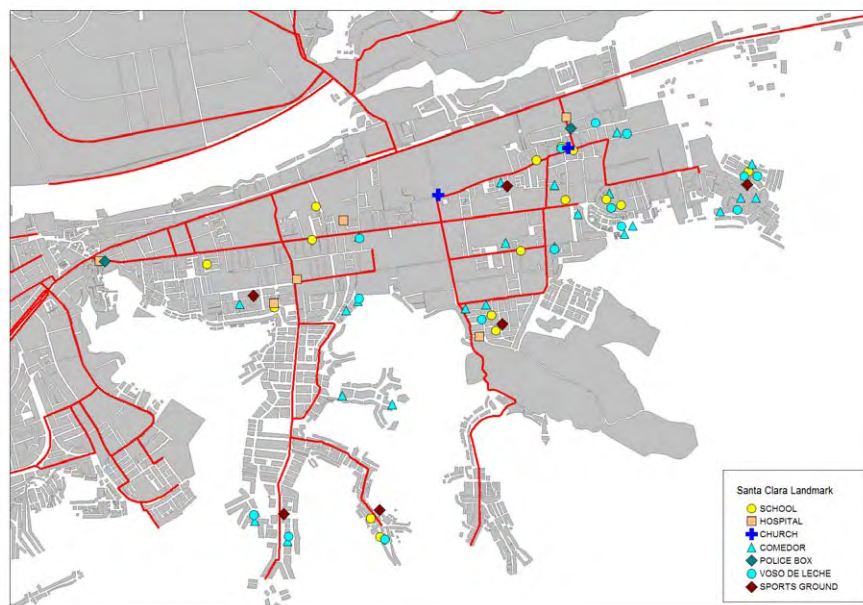 Santa Clara Landmark
SCHOOL
HOSPITAL
CHURCH
COMEDOR
POLICE BOX
VOSO DE LECHE
SPORTS GROUND